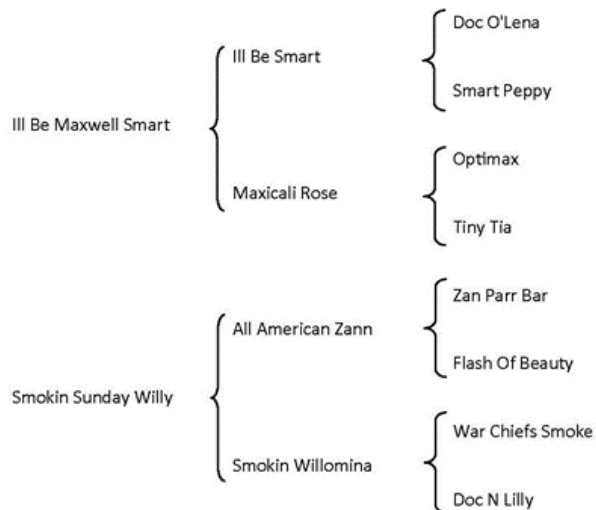 Doc O'Lena
Ill Be Smart
Smart Peppy
Ill Be Maxwell Smart
Optimax
Maxicali Rose
Tiny Tia
Zan Parr Bar
All American Zann
Flash Of Beauty
Smokin Sunday Willy
War Chiefs Smoke
Smokin Willomina
Doc N Lilly